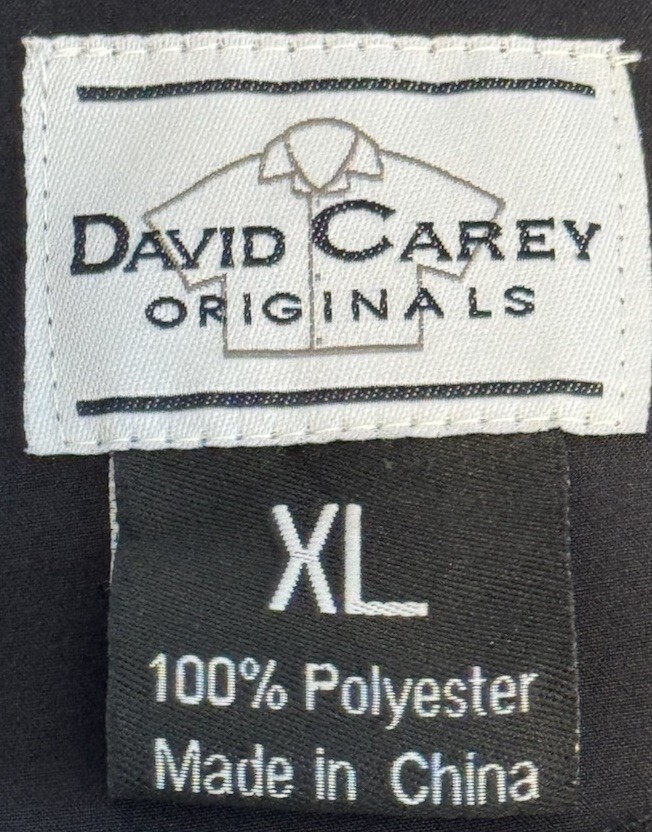 DAVID CAREY
ORIGINALS
XL
100% Polyester
Made in China